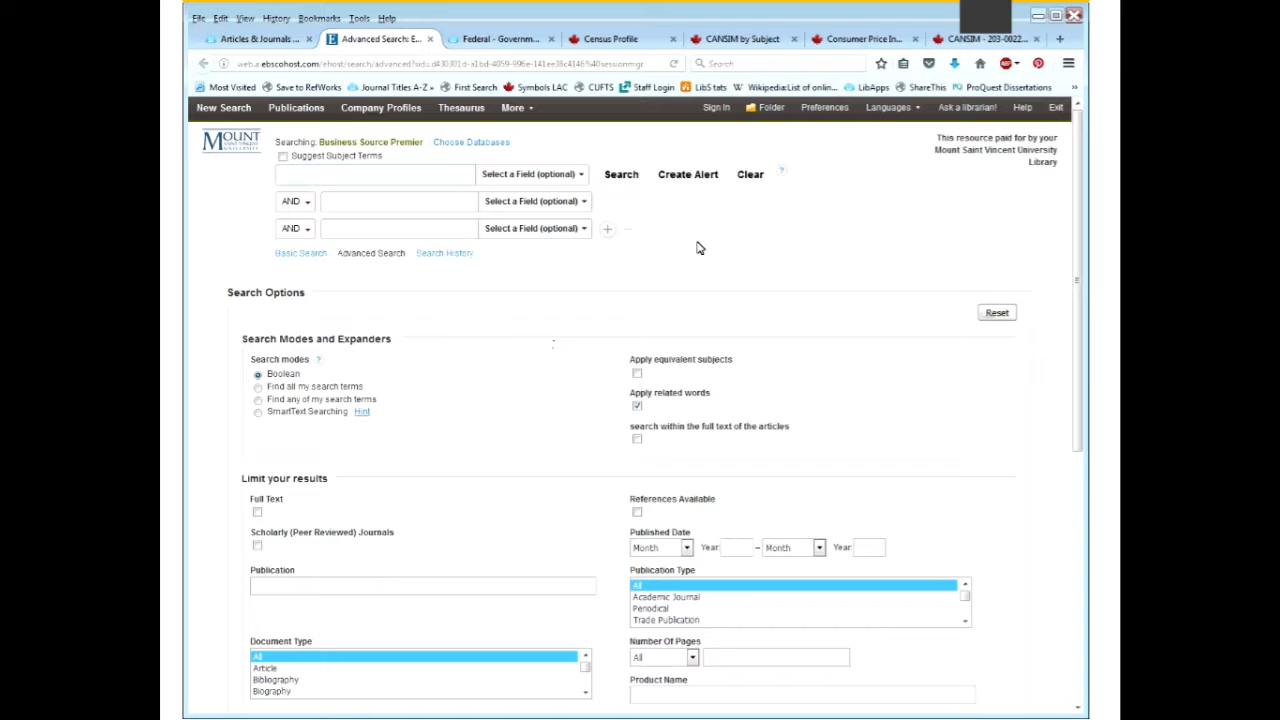 File Edit View History Bookmarks Tools Help
Articles & Journals ... Advanced Search: E... Federal - Governm... Census Profile CANSIM by Subject Consumer Price In... CANSIM - 203-0022...
Search
Most Visited Save to RefWorks Journal Titles A-Z » First Search Symbols LAC CUFTS Staff Login LibStats Wikipedia:List of onlin... LibApps ShareThis ProQuest Dissertations
New Search Publications Company Profiles Thesaurus More Sign In Folder Preferences Languages Ask a librarian! Help Exit
MOUNT
SAINT VINCENT
UNIVERSITY
Searching: Business Source Premier Choose Databases
Suggest Subject Terms
This resource paid for by your
Mount Saint Vincent University
Library
Select a Field (optional) Search Create Alert Clear ?
AND Select a Field (optional)
AND Select a Field (optional)
Basic Search Advanced Search Search History
Search Options
Reset
Search Modes and Expanders
Search modes ?
Boolean
Find all my search terms
Find any of my search terms
SmartText Searching Hint
Apply equivalent subjects
Apply related words
search within the full text of the articles
Limit your results
Full Text
References Available
Scholarly (Peer Reviewed) Journals
Published Date
Month Year: – Month Year:
Publication
Publication Type
All
Academic Journal
Periodical
Trade Publication
Document Type
All
Article
Bibliography
Biography
Number Of Pages
All
Product Name